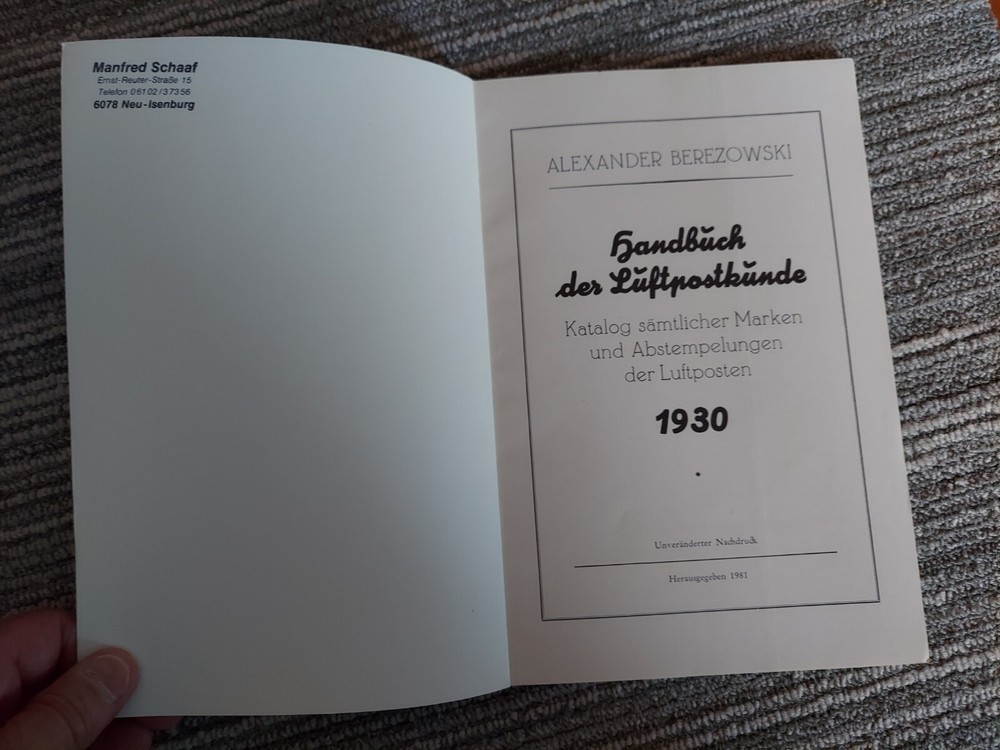 Manfred Schaaf
Ernst-Reuter-Straße 15
Telefon 06102/37356
6078 Neu-Isenburg
ALEXANDER BEREZOWSKI
Handbuch
der Luftpostkunde
Katalog sämtlicher Marken
und Abstempelungen
der Luftposten
1930
Unveränderter Nachdruck
Herausgegeben 1981